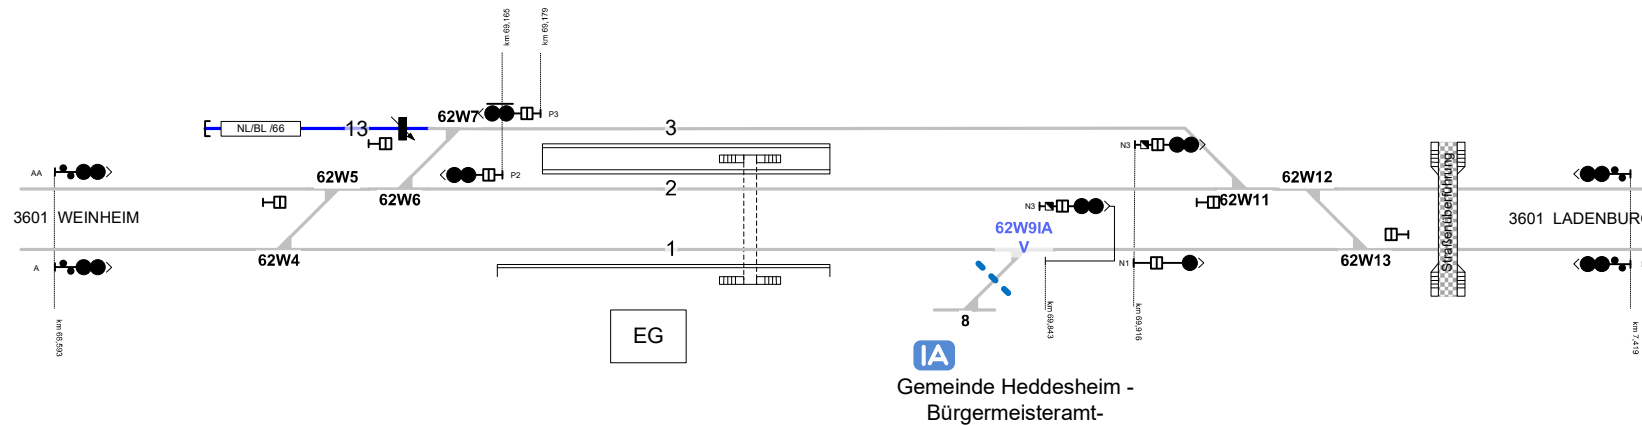 km 69,165
km 69,179
62W7
P3
NL/BL /66
13
3
N3
AA
62W5
P2
2
62W12
62W6
62W11
3601 WEINHEIM
N3
3601 LADENBURG
Straßenüberführung
62W9IA
V
1
62W4
62W13
A
N1
8
km 68,593
km 69,843
km 69,916
km 7,419
EG
IA
Gemeinde Heddesheim -
Bürgermeisteramt-